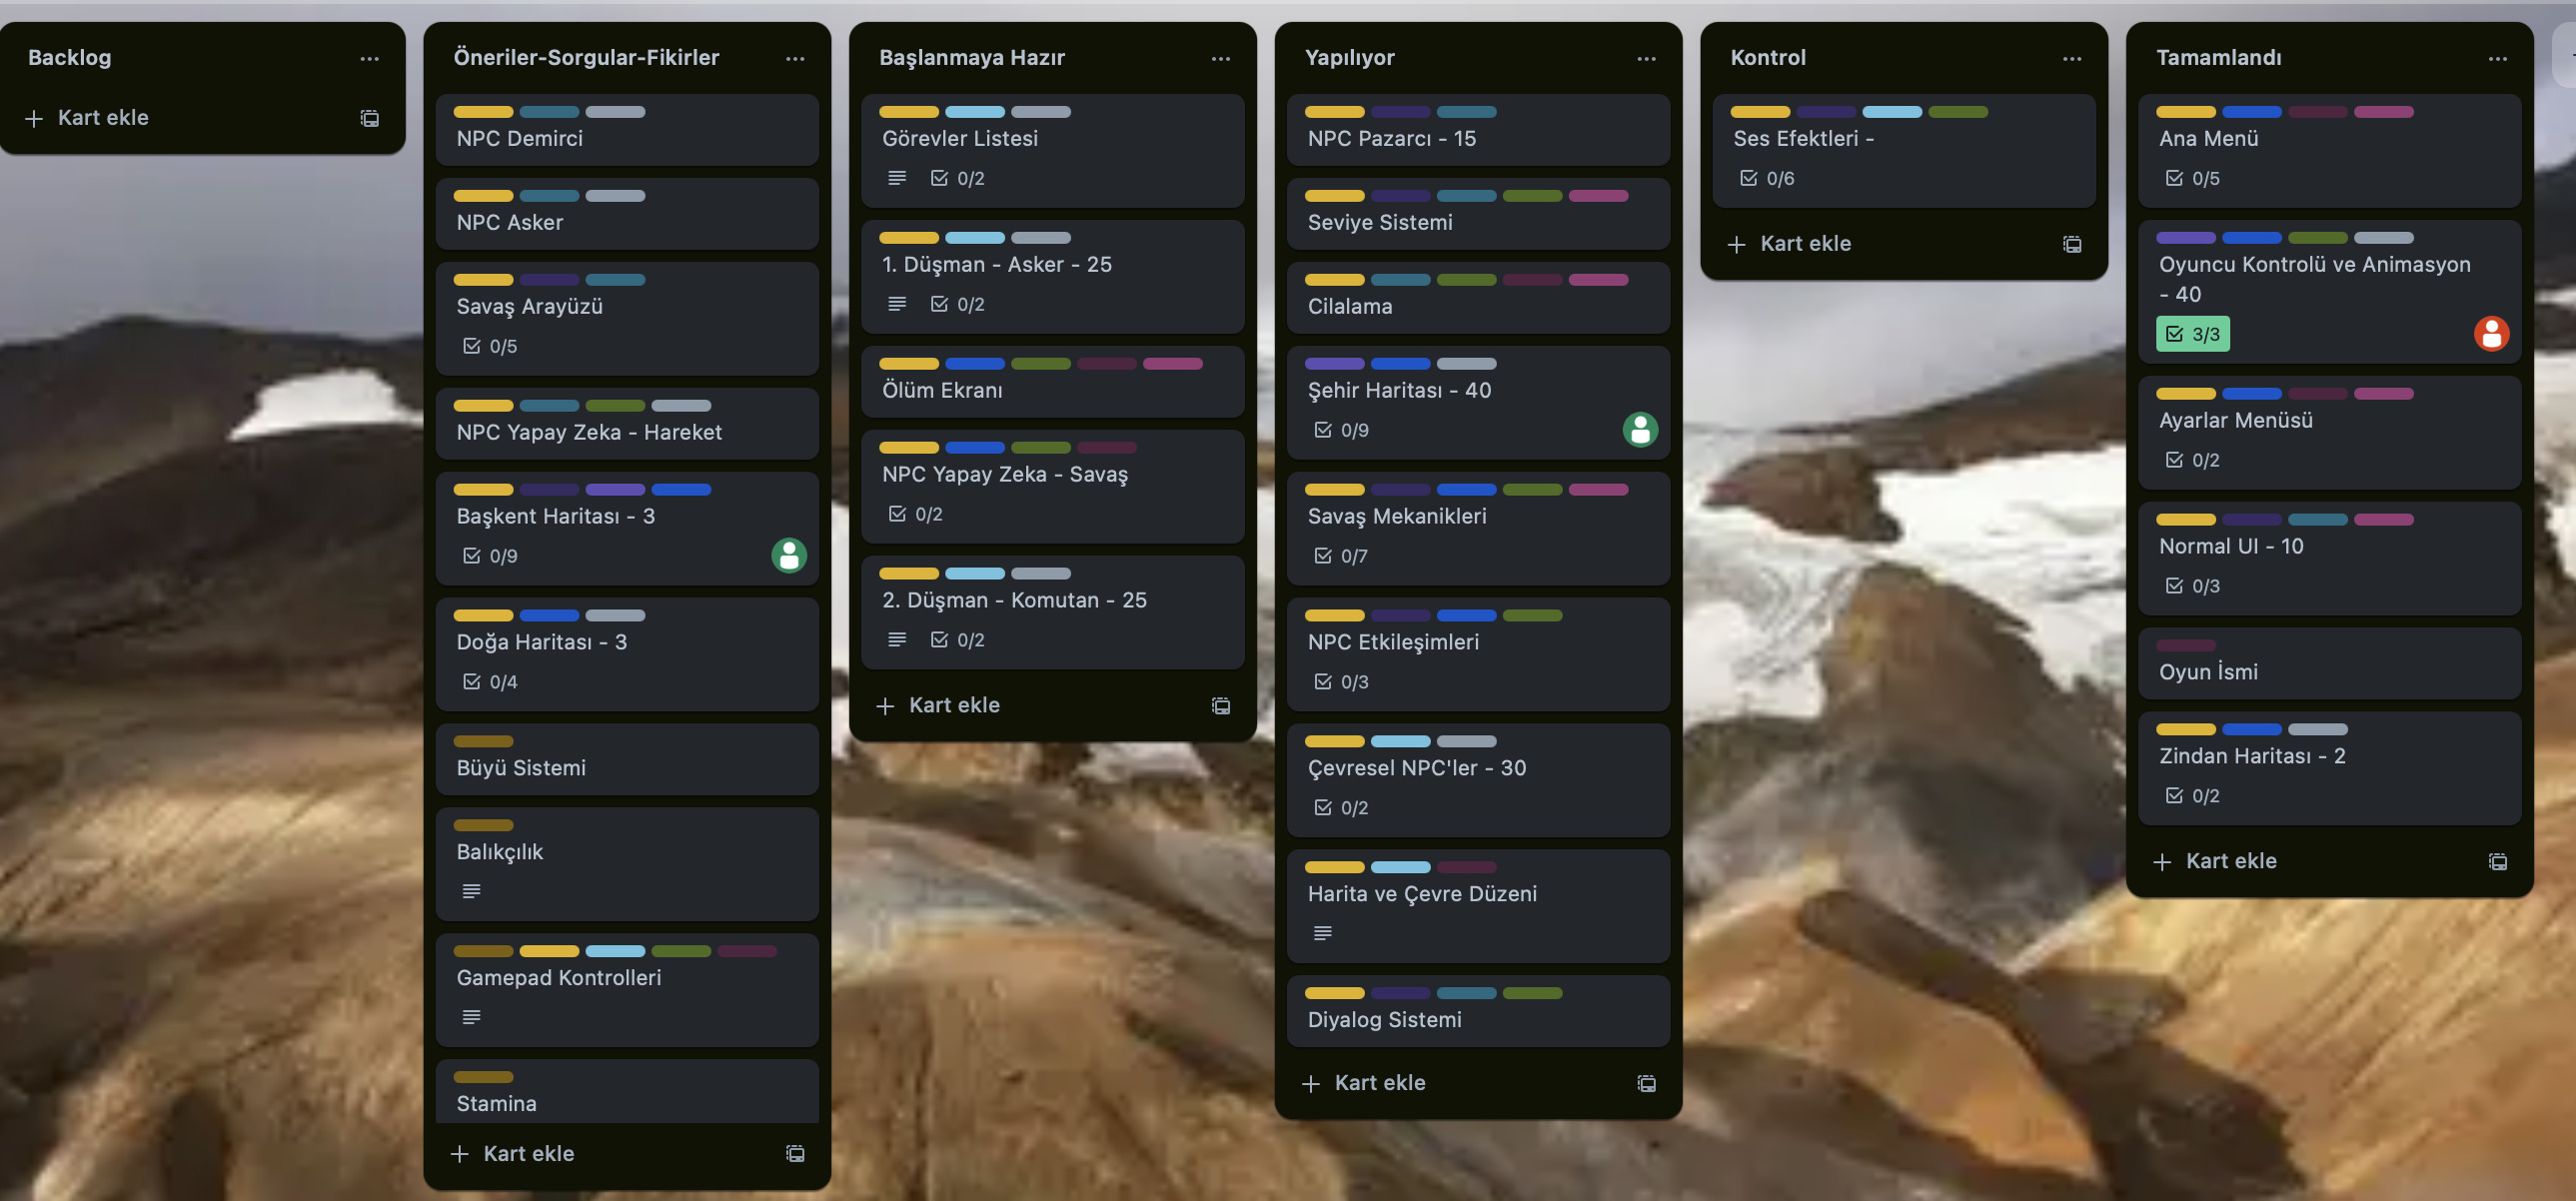 Backlog
Kart ekle
Öneriler-Sorgular-Fikirler
NPC Demirci
NPC Asker
Savaş Arayüzü
0/5
NPC Yapay Zeka - Hareket
Başkent Haritası - 3
0/9
Doğa Haritası - 3
0/4
Büyü Sistemi
Balıkçılık
Gamepad Kontrolleri
Stamina
Kart ekle
Başlanmaya Hazır
Görevler Listesi
0/2
1. Düşman - Asker - 25
0/2
Ölüm Ekranı
NPC Yapay Zeka - Savaş
0/2
2. Düşman - Komutan - 25
0/2
Kart ekle
Yapılıyor
NPC Pazarcı - 15
Seviye Sistemi
Cilalama
Şehir Haritası - 40
0/9
Savaş Mekanikleri
0/7
NPC Etkileşimleri
0/3
Çevresel NPC'ler - 30
0/2
Harita ve Çevre Düzeni
Diyalog Sistemi
Kart ekle
Kontrol
Ses Efektleri -
0/6
Kart ekle
Tamamlandı
Ana Menü
0/5
Oyuncu Kontrolü ve Animasyon
- 40
3/3
Ayarlar Menüsü
0/2
Normal UI - 10
0/3
Oyun İsmi
Zindan Haritası - 2
0/2
Kart ekle